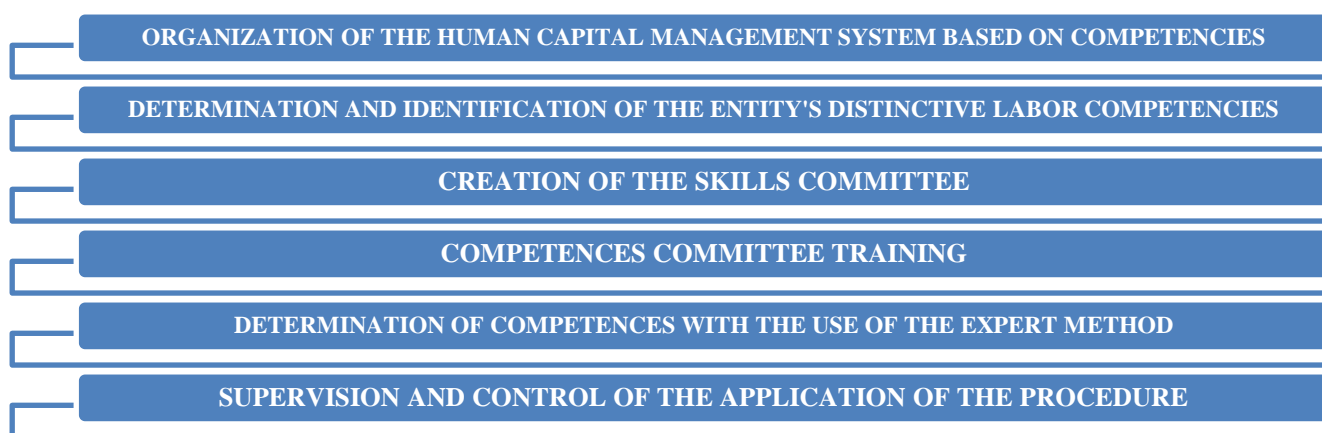 ORGANIZATION OF THE HUMAN CAPITAL MANAGEMENT SYSTEM BASED ON COMPETENCIES
DETERMINATION AND IDENTIFICATION OF THE ENTITY'S DISTINCTIVE LABOR COMPETENCIES
CREATION OF THE SKILLS COMMITTEE
COMPETENCES COMMITTEE TRAINING
DETERMINATION OF COMPETENCES WITH THE USE OF THE EXPERT METHOD
SUPERVISION AND CONTROL OF THE APPLICATION OF THE PROCEDURE